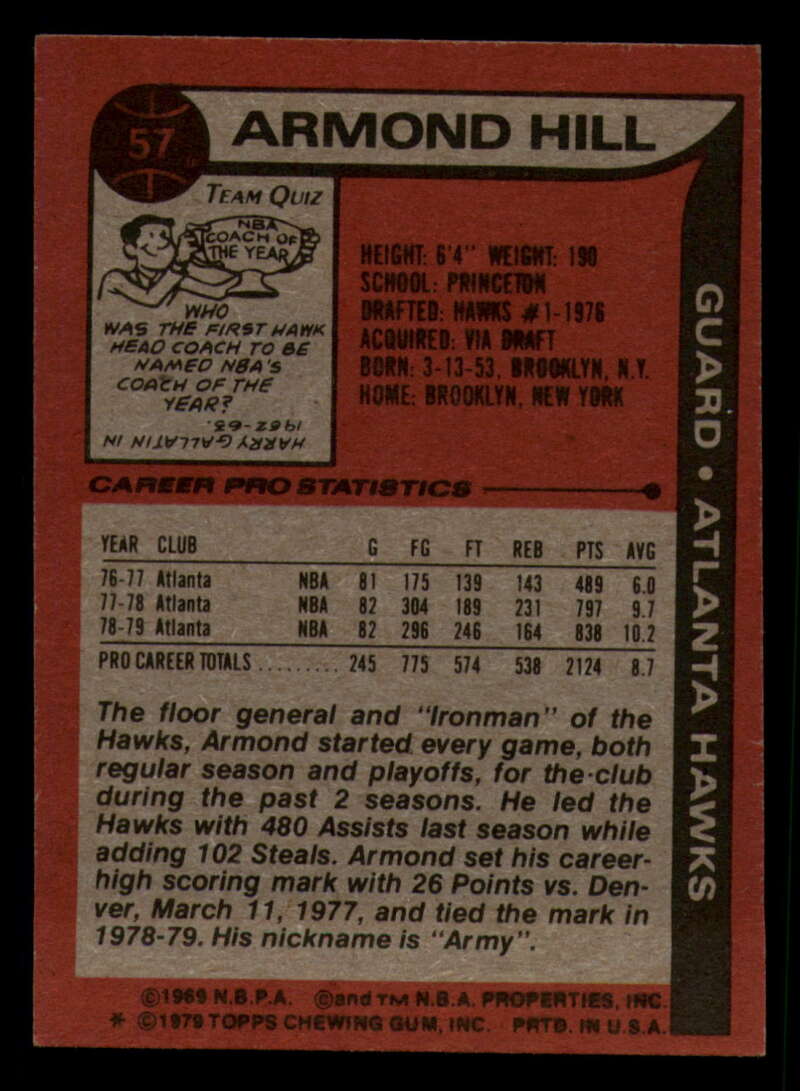 57
ARMOND HILL
TEAM QUIZ
NBA
COACH OF
THE YEAR
WHO
WAS THE FIRST HAWK
HEAD COACH TO BE
NAMED NBA'S
COACH OF THE
YEAR?
HARRY GALLATIN IN
1962-63.
HEIGHT: 6'4" WEIGHT: 190
SCHOOL: PRINCETON
DRAFTED: HAWKS #1-1976
ACQUIRED: VIA DRAFT
BORN: 3-13-53, BROOKLYN, N.Y.
HOME: BROOKLYN, NEW YORK
GUARD • ATLANTA HAWKS
CAREER PRO STATISTICS
YEAR CLUB G FG FT REB PTS AVG
76-77 Atlanta NBA 81 175 139 143 489 6.0
77-78 Atlanta NBA 82 304 189 231 797 9.7
78-79 Atlanta NBA 82 296 246 164 838 10.2
PRO CAREER TOTALS ......... 245 775 574 538 2124 8.7
The floor general and "Ironman" of the
Hawks, Armond started every game, both
regular season and playoffs, for the club
during the past 2 seasons. He led the
Hawks with 480 Assists last season while
adding 102 Steals. Armond set his career-
high scoring mark with 26 Points vs. Den-
ver, March 11, 1977, and tied the mark in
1978-79. His nickname is "Army".
©1969 N.B.P.A. ©and TM N.B.A. PROPERTIES, INC.
* ©1979 TOPPS CHEWING GUM, INC. PRTD. IN U.S.A.